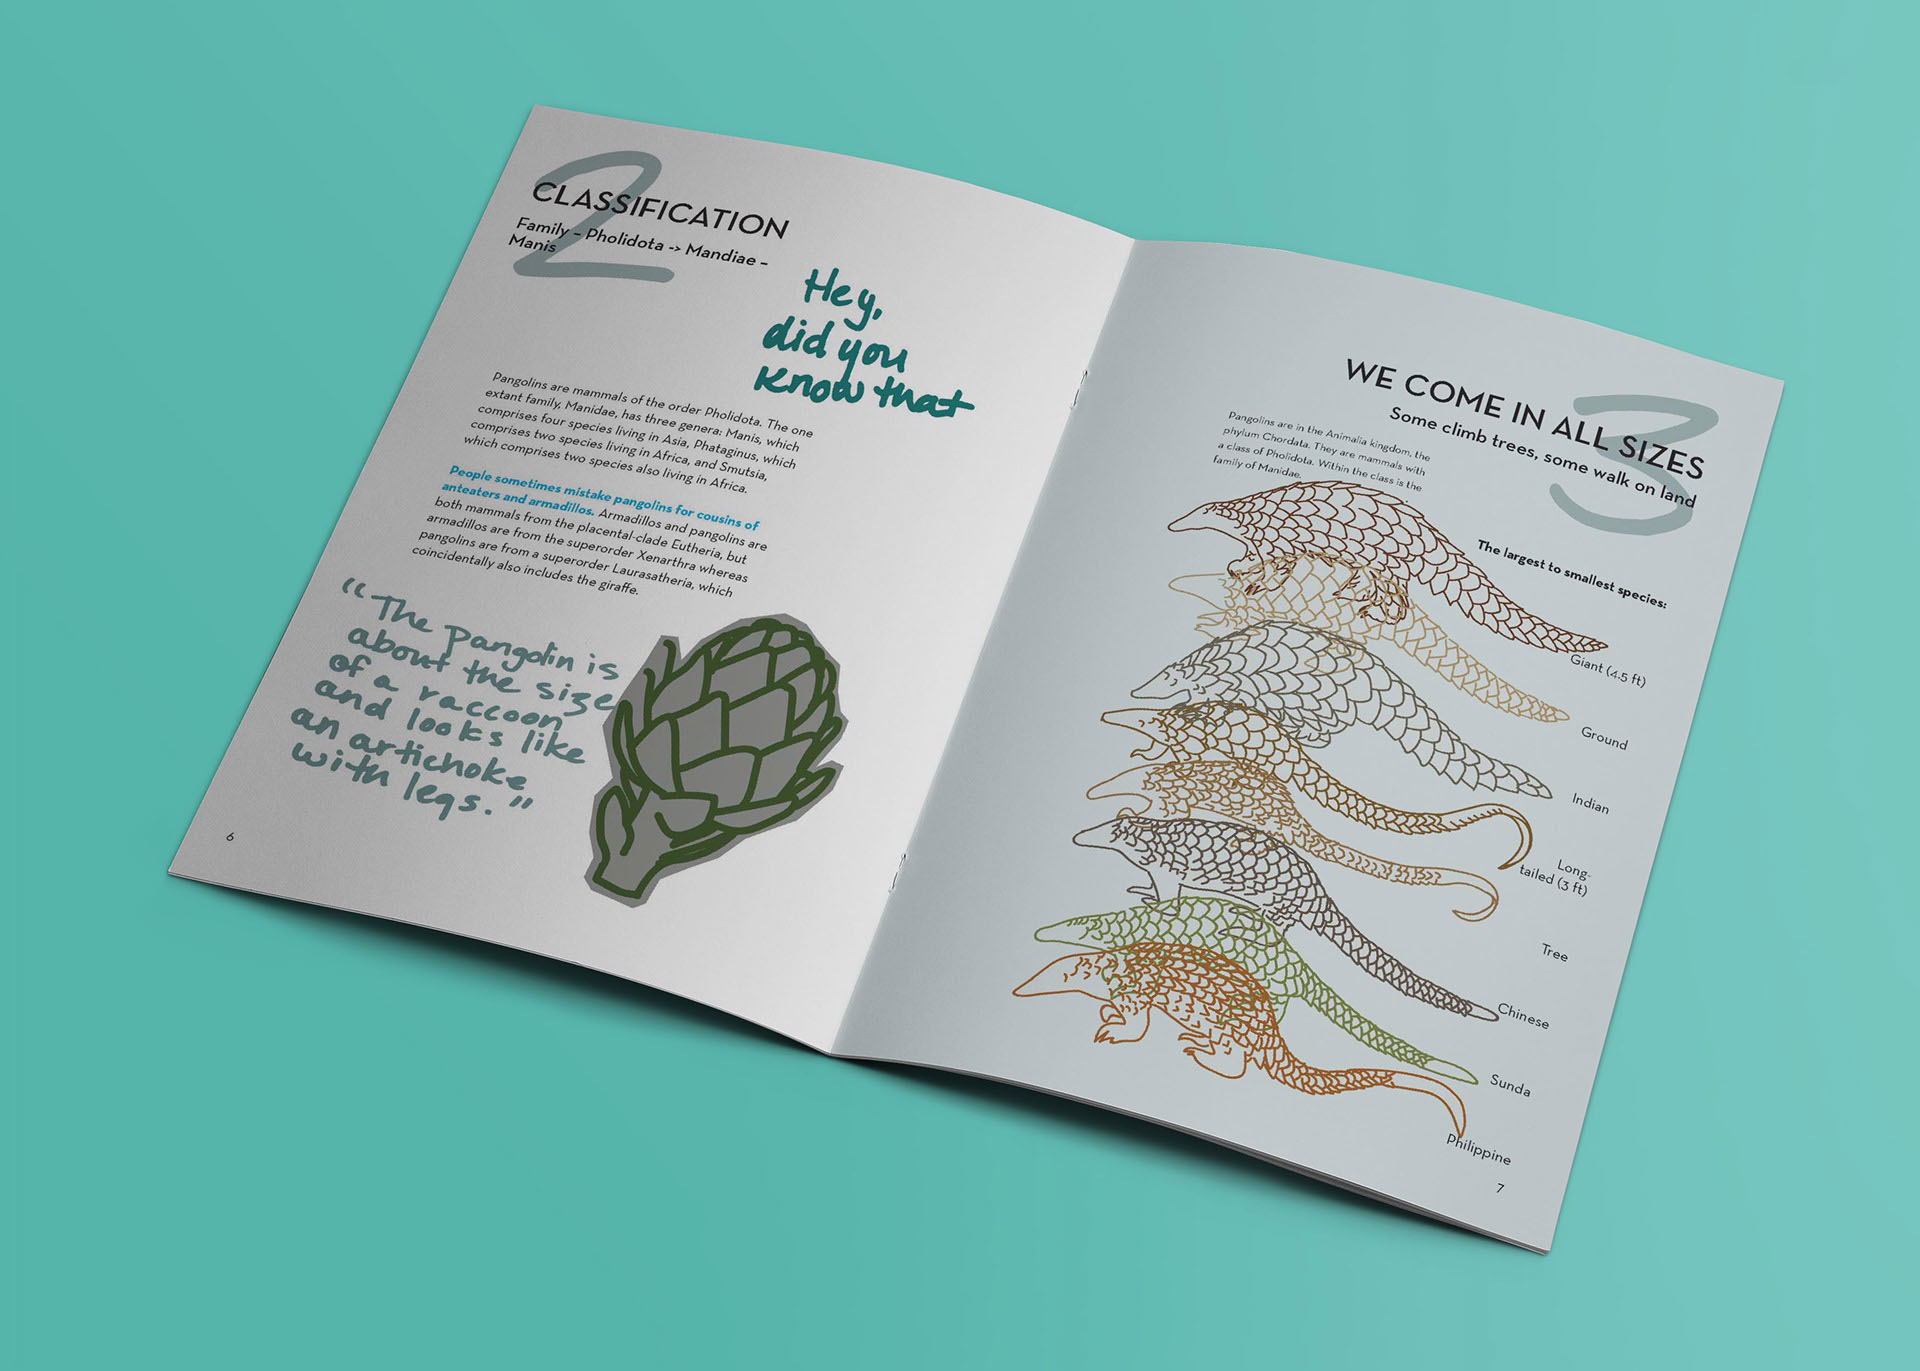 2
CLASSIFICATION
Family – Pholidota -> Mandiae –
Manis
Hey,
did you
know that
Pangolins are mammals of the order Pholidota. The one
extant family, Manidae, has three genera: Manis, which
comprises four species living in Asia, Phataginus, which
comprises two species living in Africa, and Smutsia,
which comprises two species also living in Africa.
People sometimes mistake pangolins for cousins of
anteaters and armadillos. Armadillos and pangolins are
both mammals from the placental-clade Eutheria, but
armadillos are from the superorder Xenarthra whereas
pangolins are from a superorder Laurasatheria, which
coincidentally also includes the giraffe.
“The Pangolin is
about the size
of a raccoon
and looks like
an artichoke
with legs.”
6
3
WE COME IN ALL SIZES
Some climb trees, some walk on land
Pangolins are in the Animalia kingdom, the
phylum Chordata. They are mammals with
a class of Pholidota. Within the class is the
family of Manidae.
The largest to smallest species:
Giant (4.5 ft)
Ground
Indian
Long-
tailed (3 ft)
Tree
Chinese
Sunda
Philippine
7